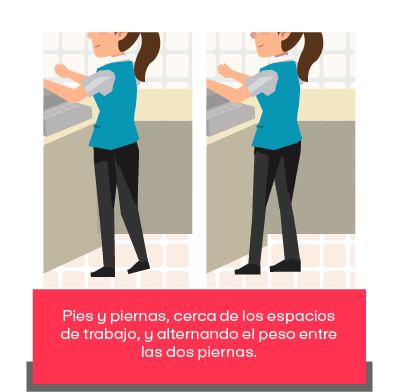 Pies y piernas, cerca de los espacios
de trabajo, y alternando el peso entre
las dos piernas.